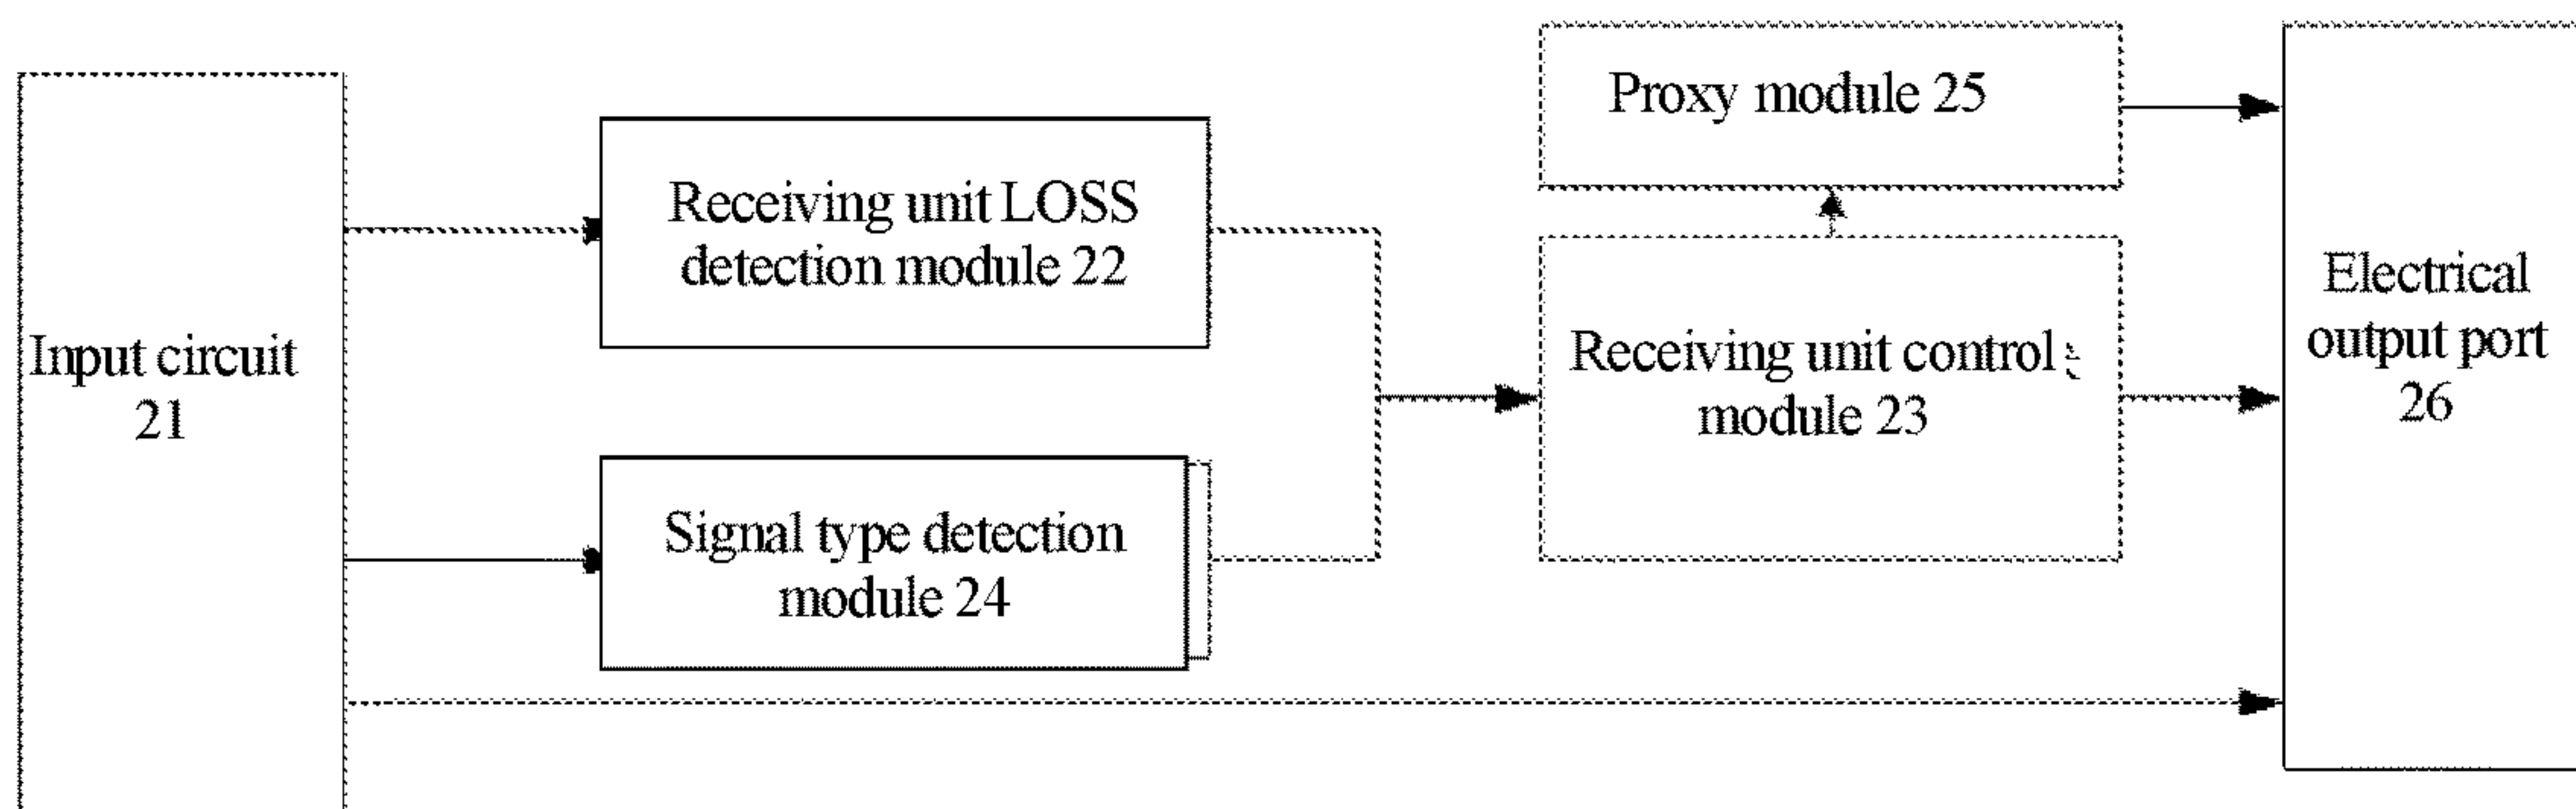 Proxy module 25
Receiving unit LOSS
detection module 22
Input circuit
21
Receiving unit control
module 23
Electrical
output port
26
Signal type detection
module 24